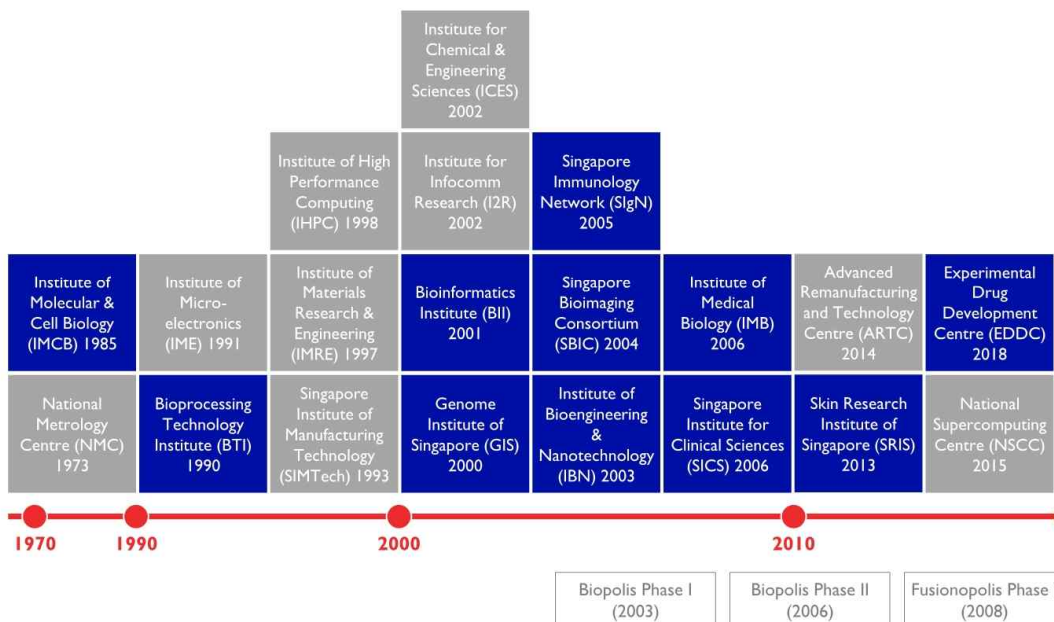 Institute for
Chemical &
Engineering
Sciences (ICES)
2002
Institute of High
Performance
Computing
(IHPC) 1998
Institute for
Infocomm
Research (I2R)
2002
Singapore
Immunology
Network (SIgN)
2005
Institute of
Molecular &
Cell Biology
(IMCB) 1985
Institute of
Micro-
electronics
(IME) 1991
Institute of
Materials
Research &
Engineering
(IMRE) 1997
Bioinformatics
Institute (BII)
2001
Singapore
Bioimaging
Consortium
(SBIC) 2004
Institute of
Medical
Biology (IMB)
2006
Advanced
Remanufacturing
and Technology
Centre (ARTC)
2014
Experimental
Drug
Development
Centre (EDDC)
2018
National
Metrology
Centre (NMC)
1973
Bioprocessing
Technology
Institute (BTI)
1990
Singapore
Institute of
Manufacturing
Technology
(SIMTech) 1993
Genome
Institute of
Singapore (GIS)
2000
Institute of
Bioengineering
&
Nanotechnology
(IBN) 2003
Singapore
Institute for
Clinical Sciences
(SICS) 2006
Skin Research
Institute of
Singapore (SRIS)
2013
National
Supercomputing
Centre (NSCC)
2015
1970
1990
2000
2010
Biopolis Phase I
(2003)
Biopolis Phase II
(2006)
Fusionopolis Phase
(2008)